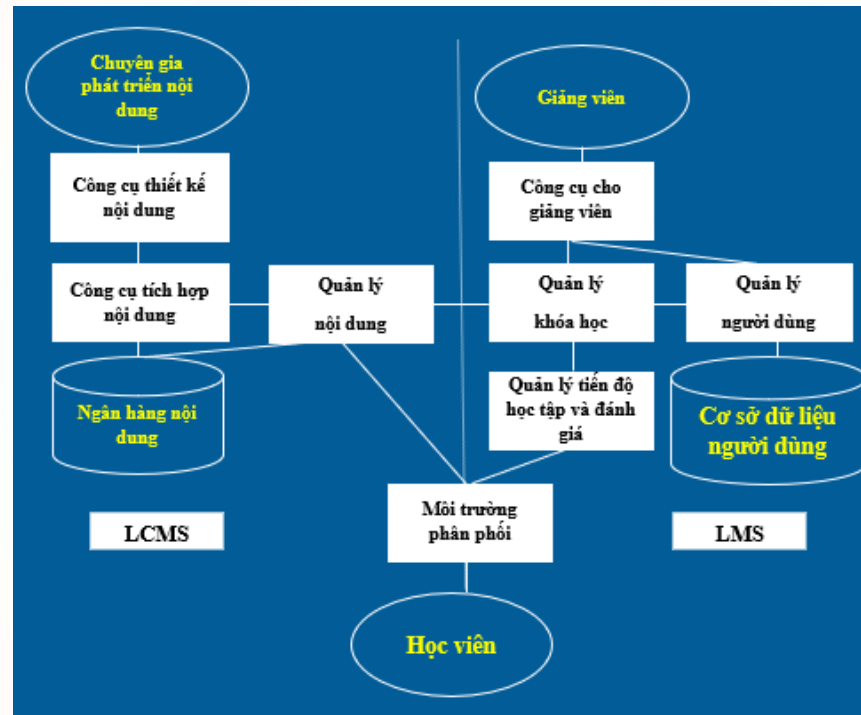 Chuyên gia
phát triển nội
dung
Giảng viên
Công cụ thiết kế
nội dung
Công cụ cho
giảng viên
Công cụ tích hợp
nội dung
Quản lý
nội dung
Quản lý
khóa học
Quản lý
người dùng
Ngân hàng nội
dung
Quản lý tiến độ
học tập và đánh
giá
Cơ sở dữ liệu
người dùng
LCMS
Môi trường
phân phối
LMS
Học viên